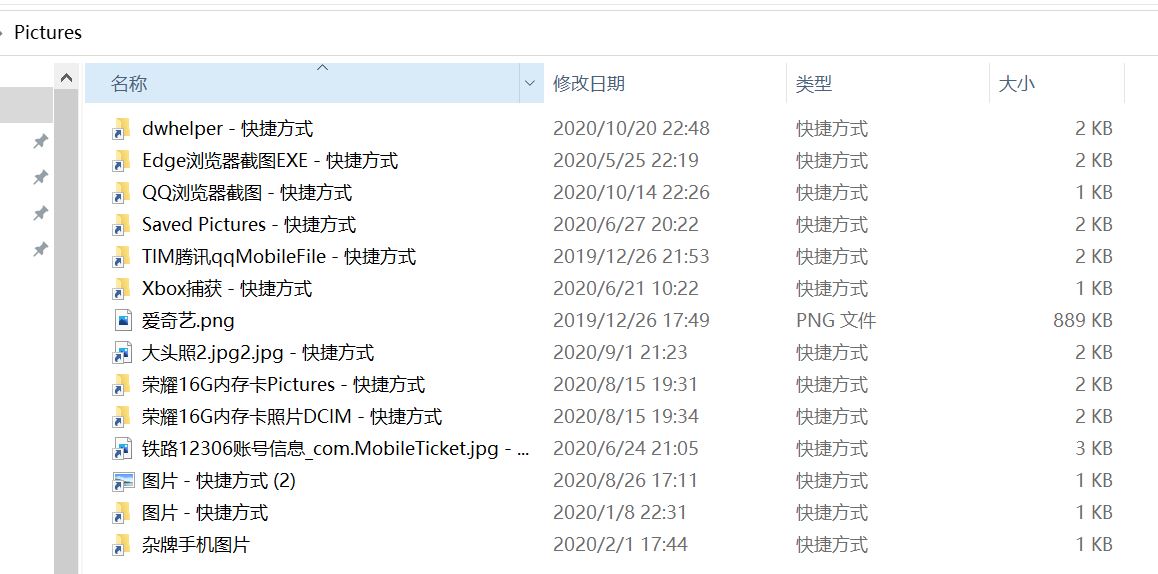 Pictures
名称 修改日期 类型 大小
dwhelper - 快捷方式 2020/10/20 22:48 快捷方式 2 KB
Edge浏览器截图EXE - 快捷方式 2020/5/25 22:19 快捷方式 2 KB
QQ浏览器截图 - 快捷方式 2020/10/14 22:26 快捷方式 1 KB
Saved Pictures - 快捷方式 2020/6/27 20:22 快捷方式 2 KB
TIM腾讯qqMobileFile - 快捷方式 2019/12/26 21:53 快捷方式 2 KB
Xbox捕获 - 快捷方式 2020/6/21 10:22 快捷方式 1 KB
爱奇艺.png 2019/12/26 17:49 PNG 文件 889 KB
大头照2.jpg2.jpg - 快捷方式 2020/9/1 21:23 快捷方式 2 KB
荣耀16G内存卡Pictures - 快捷方式 2020/8/15 19:31 快捷方式 2 KB
荣耀16G内存卡照片DCIM - 快捷方式 2020/8/15 19:34 快捷方式 2 KB
铁路12306账号信息_com.MobileTicket.jpg - ... 2020/6/24 21:05 快捷方式 3 KB
图片 - 快捷方式 (2) 2020/8/26 17:11 快捷方式 1 KB
图片 - 快捷方式 2020/1/8 22:31 快捷方式 1 KB
杂牌手机图片 2020/2/1 17:44 快捷方式 1 KB